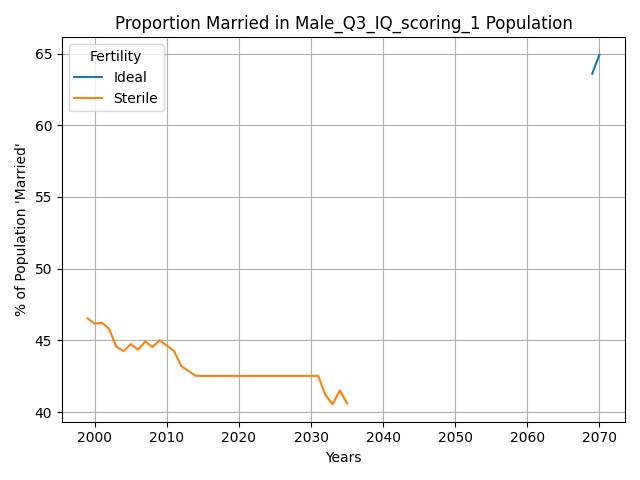 Proportion Married in Male_Q3_IQ_scoring_1 Population
Fertility
Ideal
Sterile
% of Population 'Married'
65
60
55
50
45
40
2000 2010 2020 2030 2040 2050 2060 2070
Years